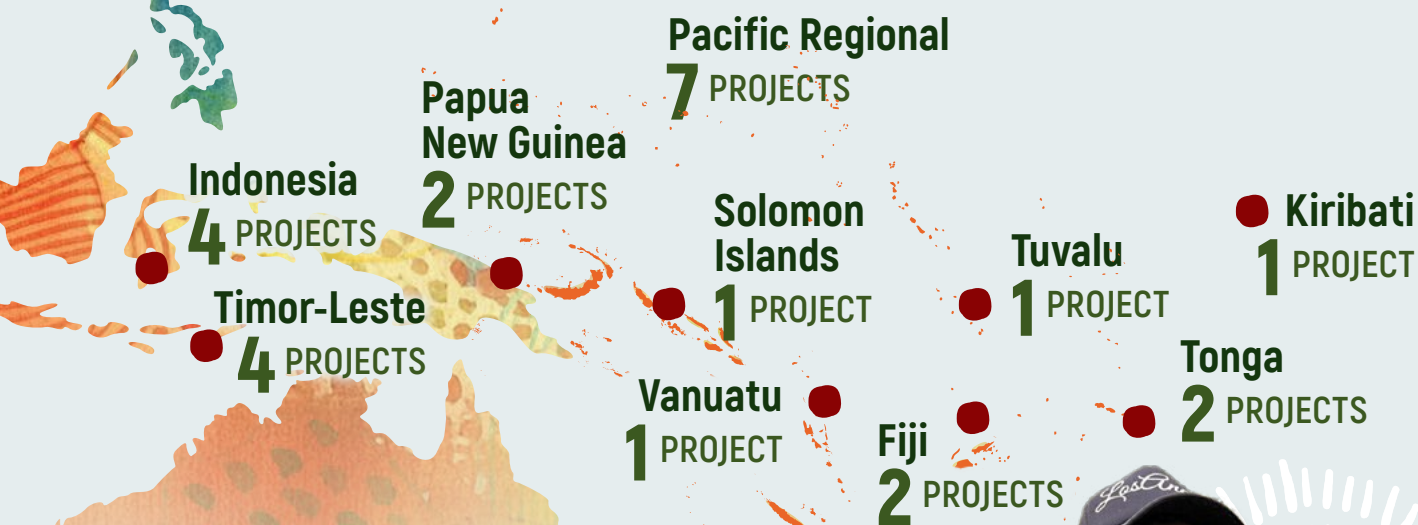 Pacific Regional
7 PROJECTS
Papua
New Guinea
2 PROJECTS
Indonesia
4 PROJECTS
Solomon
Islands
1 PROJECT
Kiribati
1 PROJECT
Tuvalu
1 PROJECT
Timor-Leste
4 PROJECTS
Tonga
2 PROJECTS
Vanuatu
1 PROJECT
Fiji
2 PROJECTS